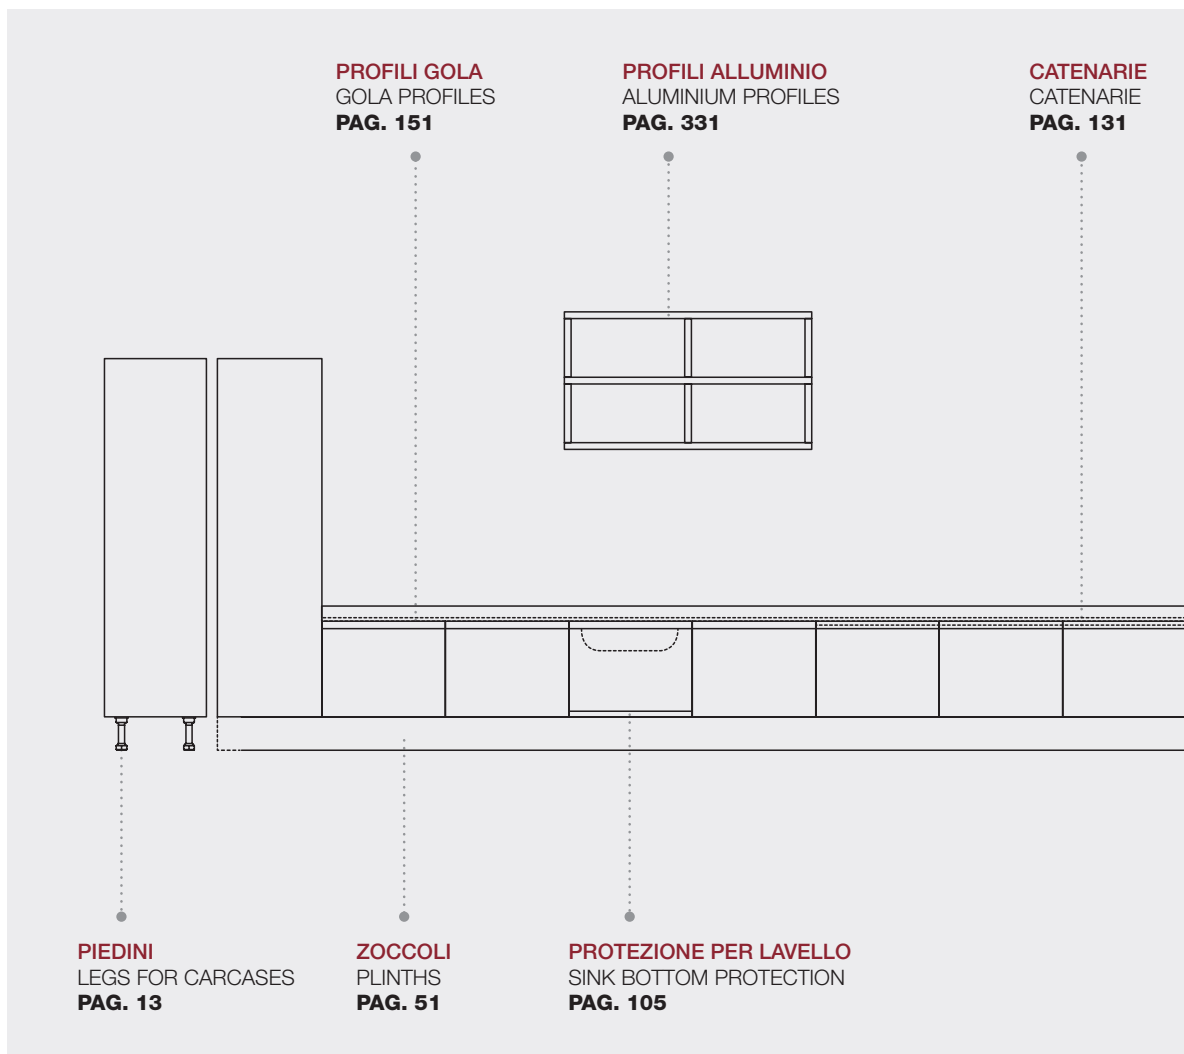 PROFILI GOLA
GOLA PROFILES
PAG. 151
PROFILI ALLUMINIO
ALUMINIUM PROFILES
PAG. 331
CATENARIE
CATENARIE
PAG. 131
PIEDINI
LEGS FOR CARCASES
PAG. 13
ZOCCOLI
PLINTHS
PAG. 51
PROTEZIONE PER LAVELLO
SINK BOTTOM PROTECTION
PAG. 105